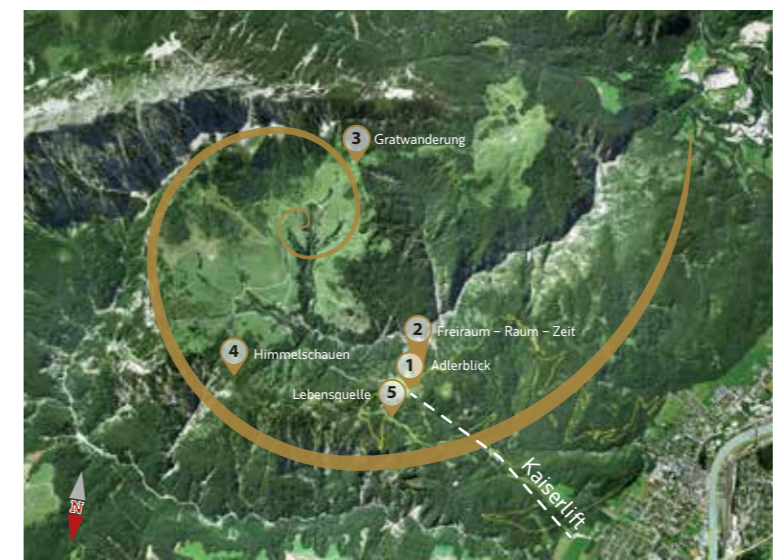 3 Gratwanderung
2 Freiraum – Raum – Zeit
4 Himmelschauen
1 Adlerblick
Lebensquelle 5
Kaiserlift
N